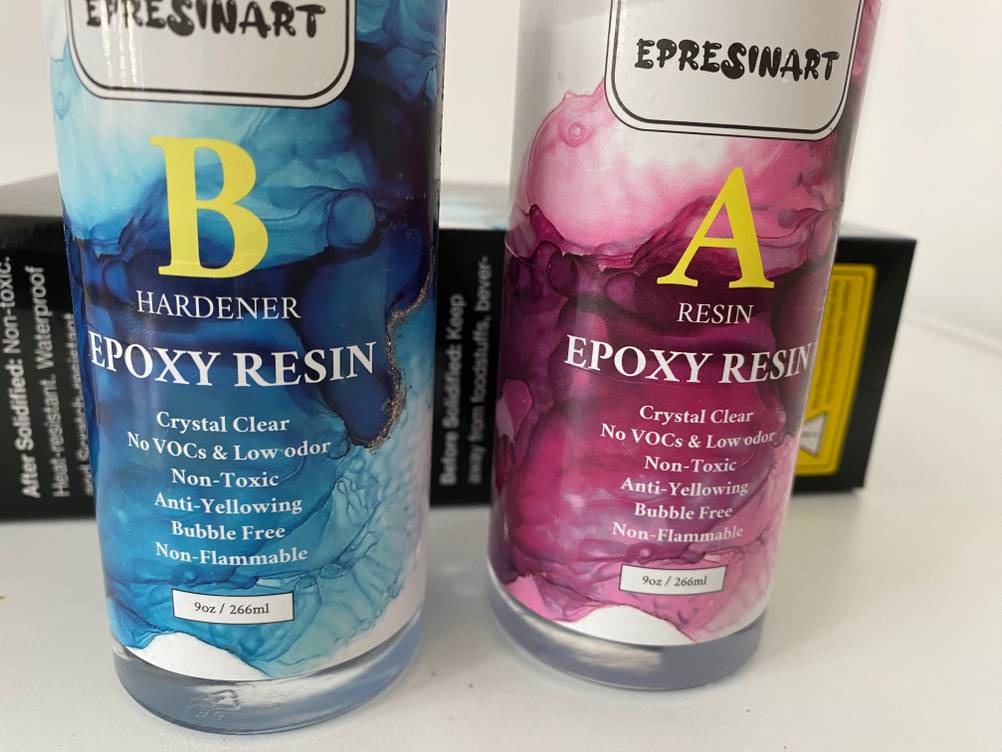 EPRESINART
B
HARDENER
EPOXY RESIN
Crystal Clear
No VOCs & Low odor
Non-Toxic
Anti-Yellowing
Bubble Free
Non-Flammable
9oz / 266ml
EPRESINART
A
RESIN
EPOXY RESIN
Crystal Clear
No VOCs & Low odor
Non-Toxic
Anti-Yellowing
Bubble Free
Non-Flammable
9oz / 266ml
After Solidified: Non-toxic.
Heat-resistant. Waterproof
Before Solidified: Keep
away from foodstuffs, bever-